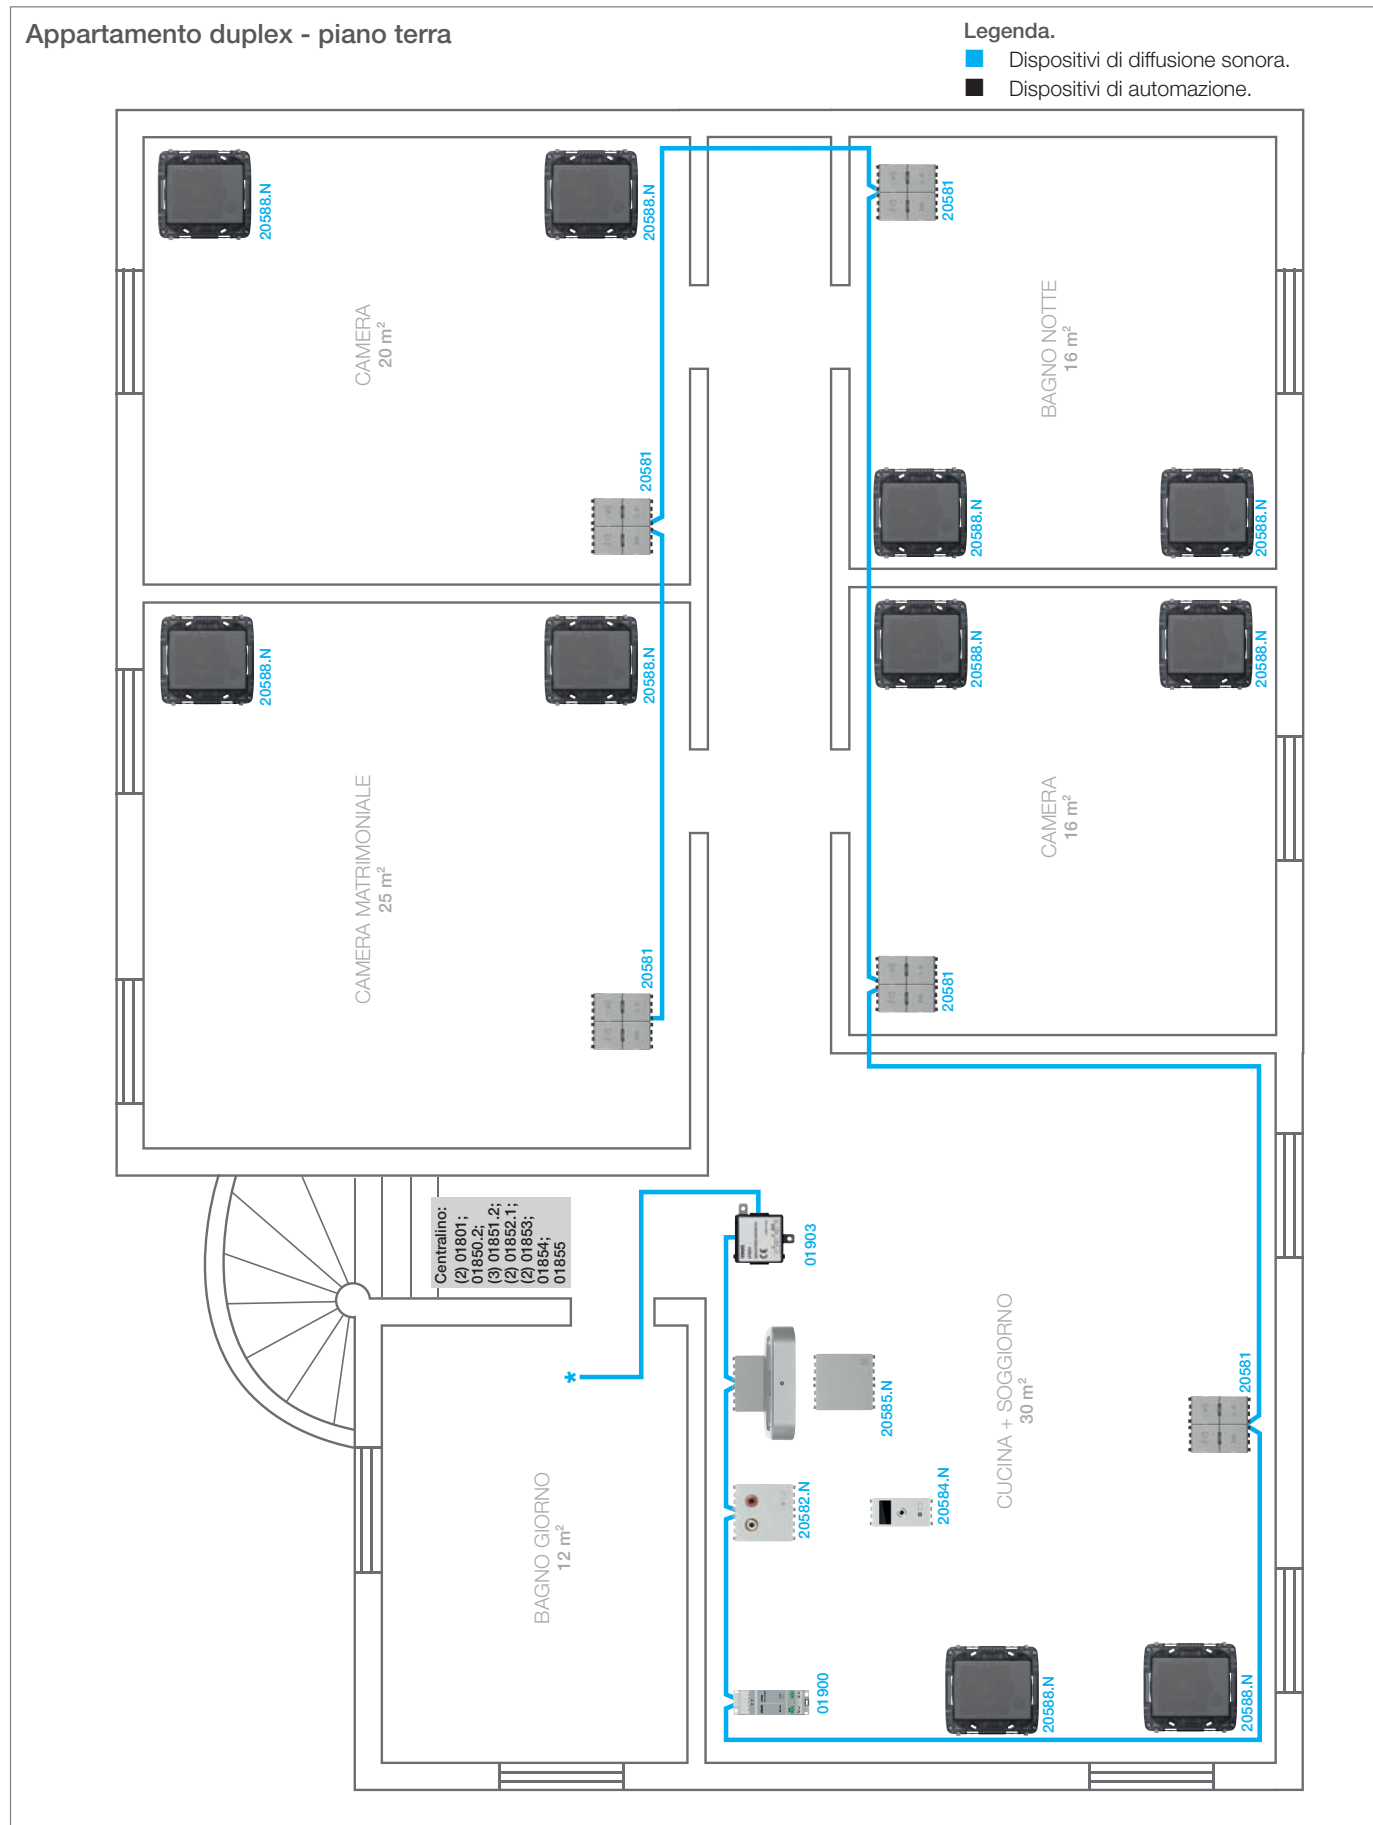 Appartamento duplex - piano terra
Legenda.
Dispositivi di diffusione sonora.
Dispositivi di automazione.
20588.N
20588.N
20581
CAMERA
20 m²
20581
BAGNO NOTTE
16 m²
20588.N
20588.N
20588.N
20588.N
20588.N
20588.N
CAMERA MATRIMONIALE
25 m²
20581
CAMERA
16 m²
20581
Centralino:
(2) 01801;
01850.2;
(3) 01851.2;
(2) 01852.1;
(2) 01853;
01854;
01855
01903
*
20585.N
20581
CUCINA + SOGGIORNO
30 m²
BAGNO GIORNO
12 m²
20582.N
20584.N
01900
20588.N
20588.N